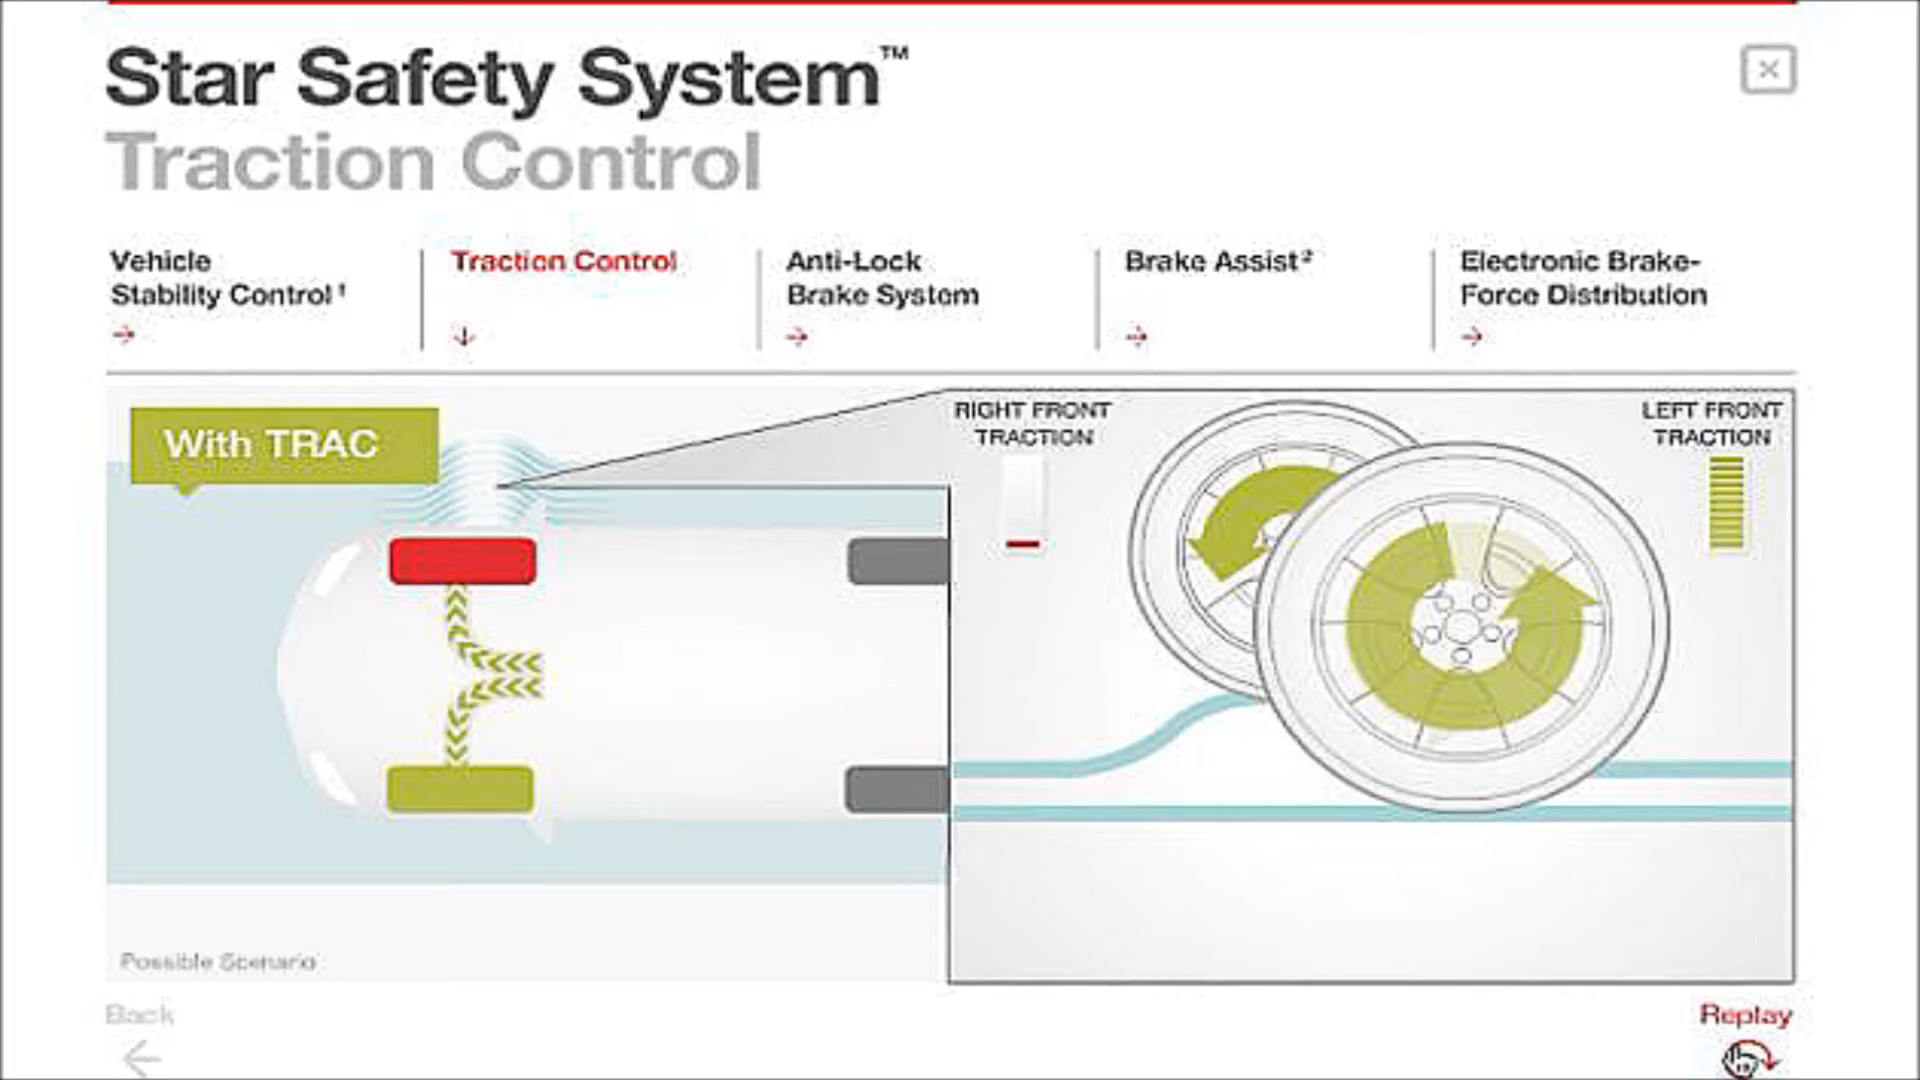 Star Safety System™
Traction Control
Vehicle
Stability Control¹
Traction Control
Anti-Lock
Brake System
Brake Assist²
Electronic Brake-
Force Distribution
With TRAC
RIGHT FRONT
TRACTION
LEFT FRONT
TRACTION
Possible Scenario
Back
Replay